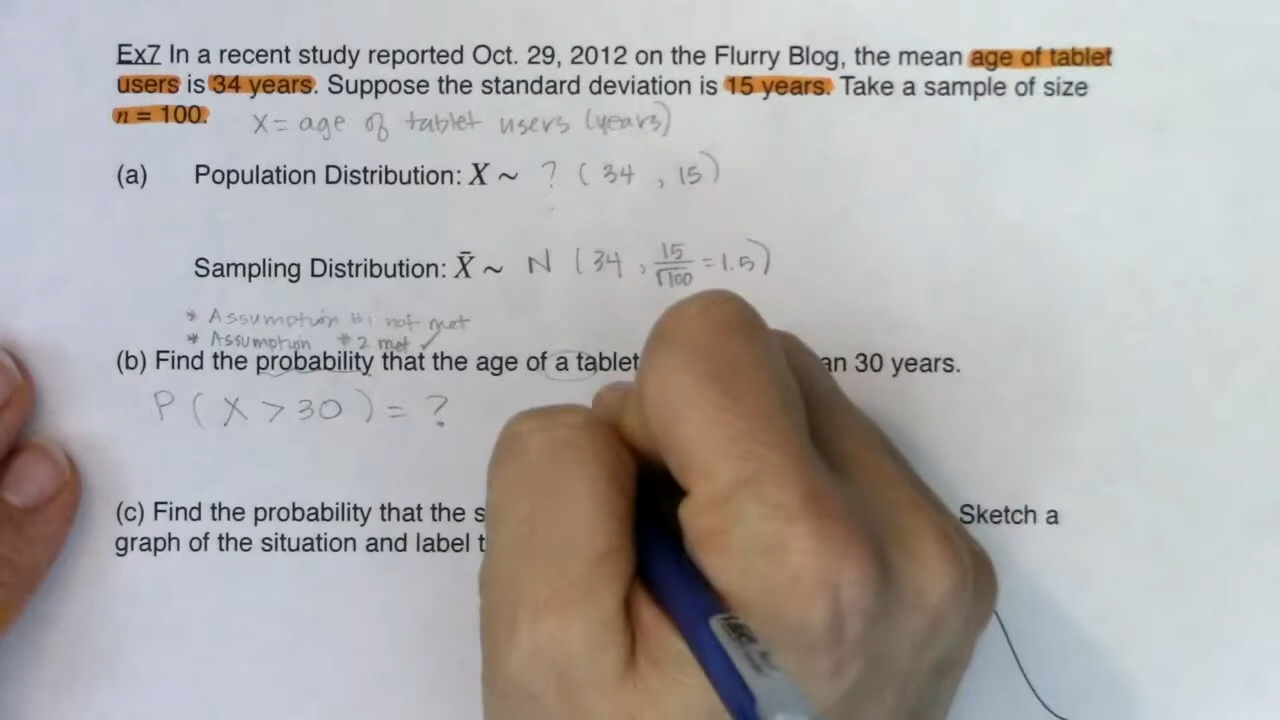 Ex7 In a recent study reported Oct. 29, 2012 on the Flurry Blog, the mean age of tablet
users is 34 years. Suppose the standard deviation is 15 years. Take a sample of size
n = 100. X = age of tablet users (years)
(a) Population Distribution: X ~ ? (34, 15)
Sampling Distribution: X̄ ~ N (34, 15/√100 = 1.5)
* Assumption #1 not met
* Assumption #2 met ✓
(b) Find the probability that the age of a tablet an 30 years.
P(X > 30) = ?
(c) Find the probability that the s Sketch a
graph of the situation and label t